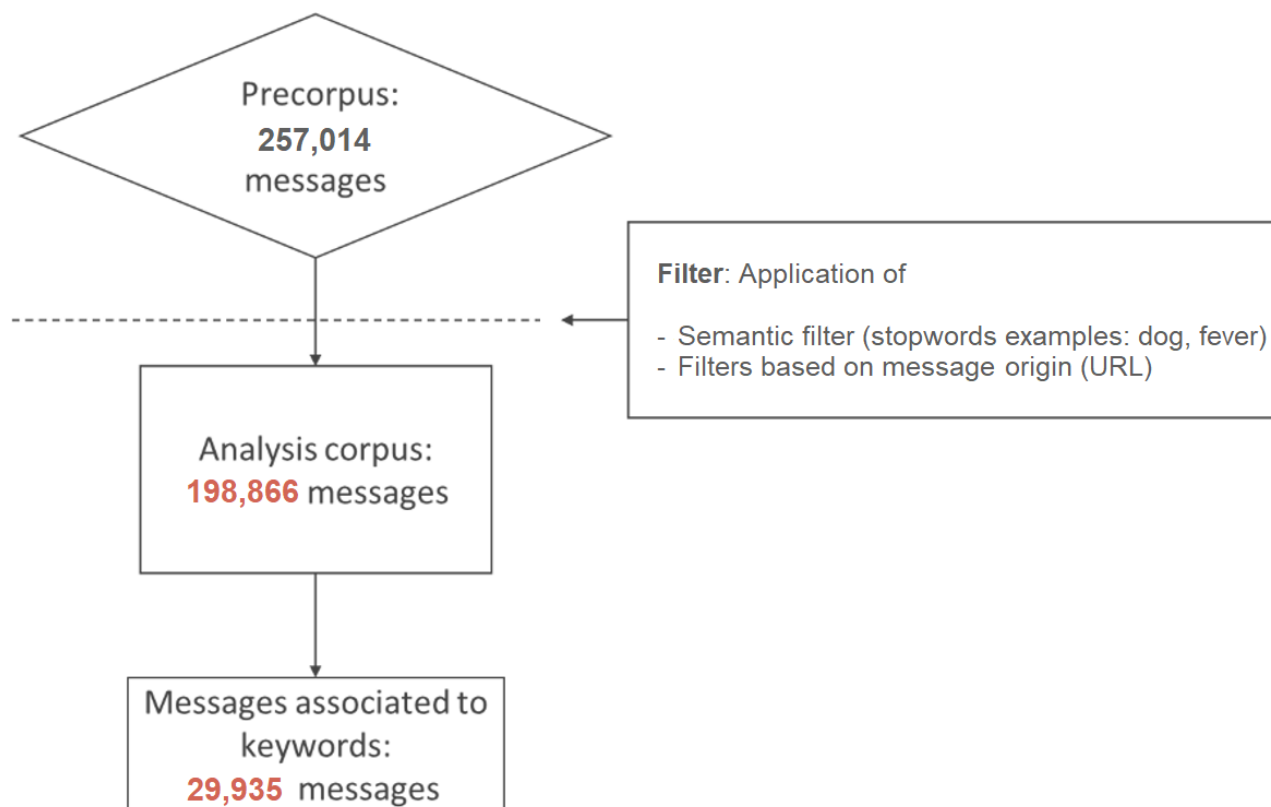 Precorpus:
257,014
messages
Filter: Application of
- Semantic filter (stopwords examples: dog, fever)
- Filters based on message origin (URL)
Analysis corpus:
198,866 messages
Messages associated to
keywords:
29,935 messages